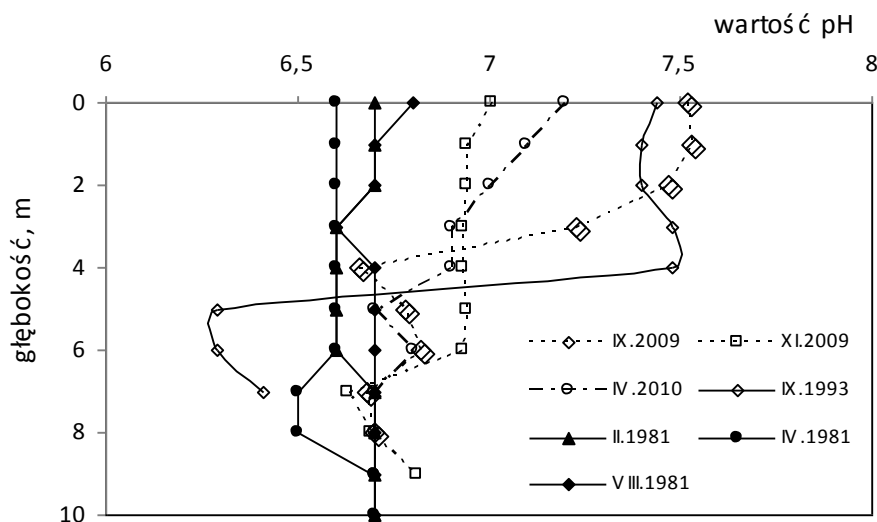 wartość pH
6 6,5 7 7,5 8
0
2
4
6
8
10
głębokość, m
IX.2009 XI.2009
IV.2010 IX.1993
II.1981 IV.1981
VIII.1981